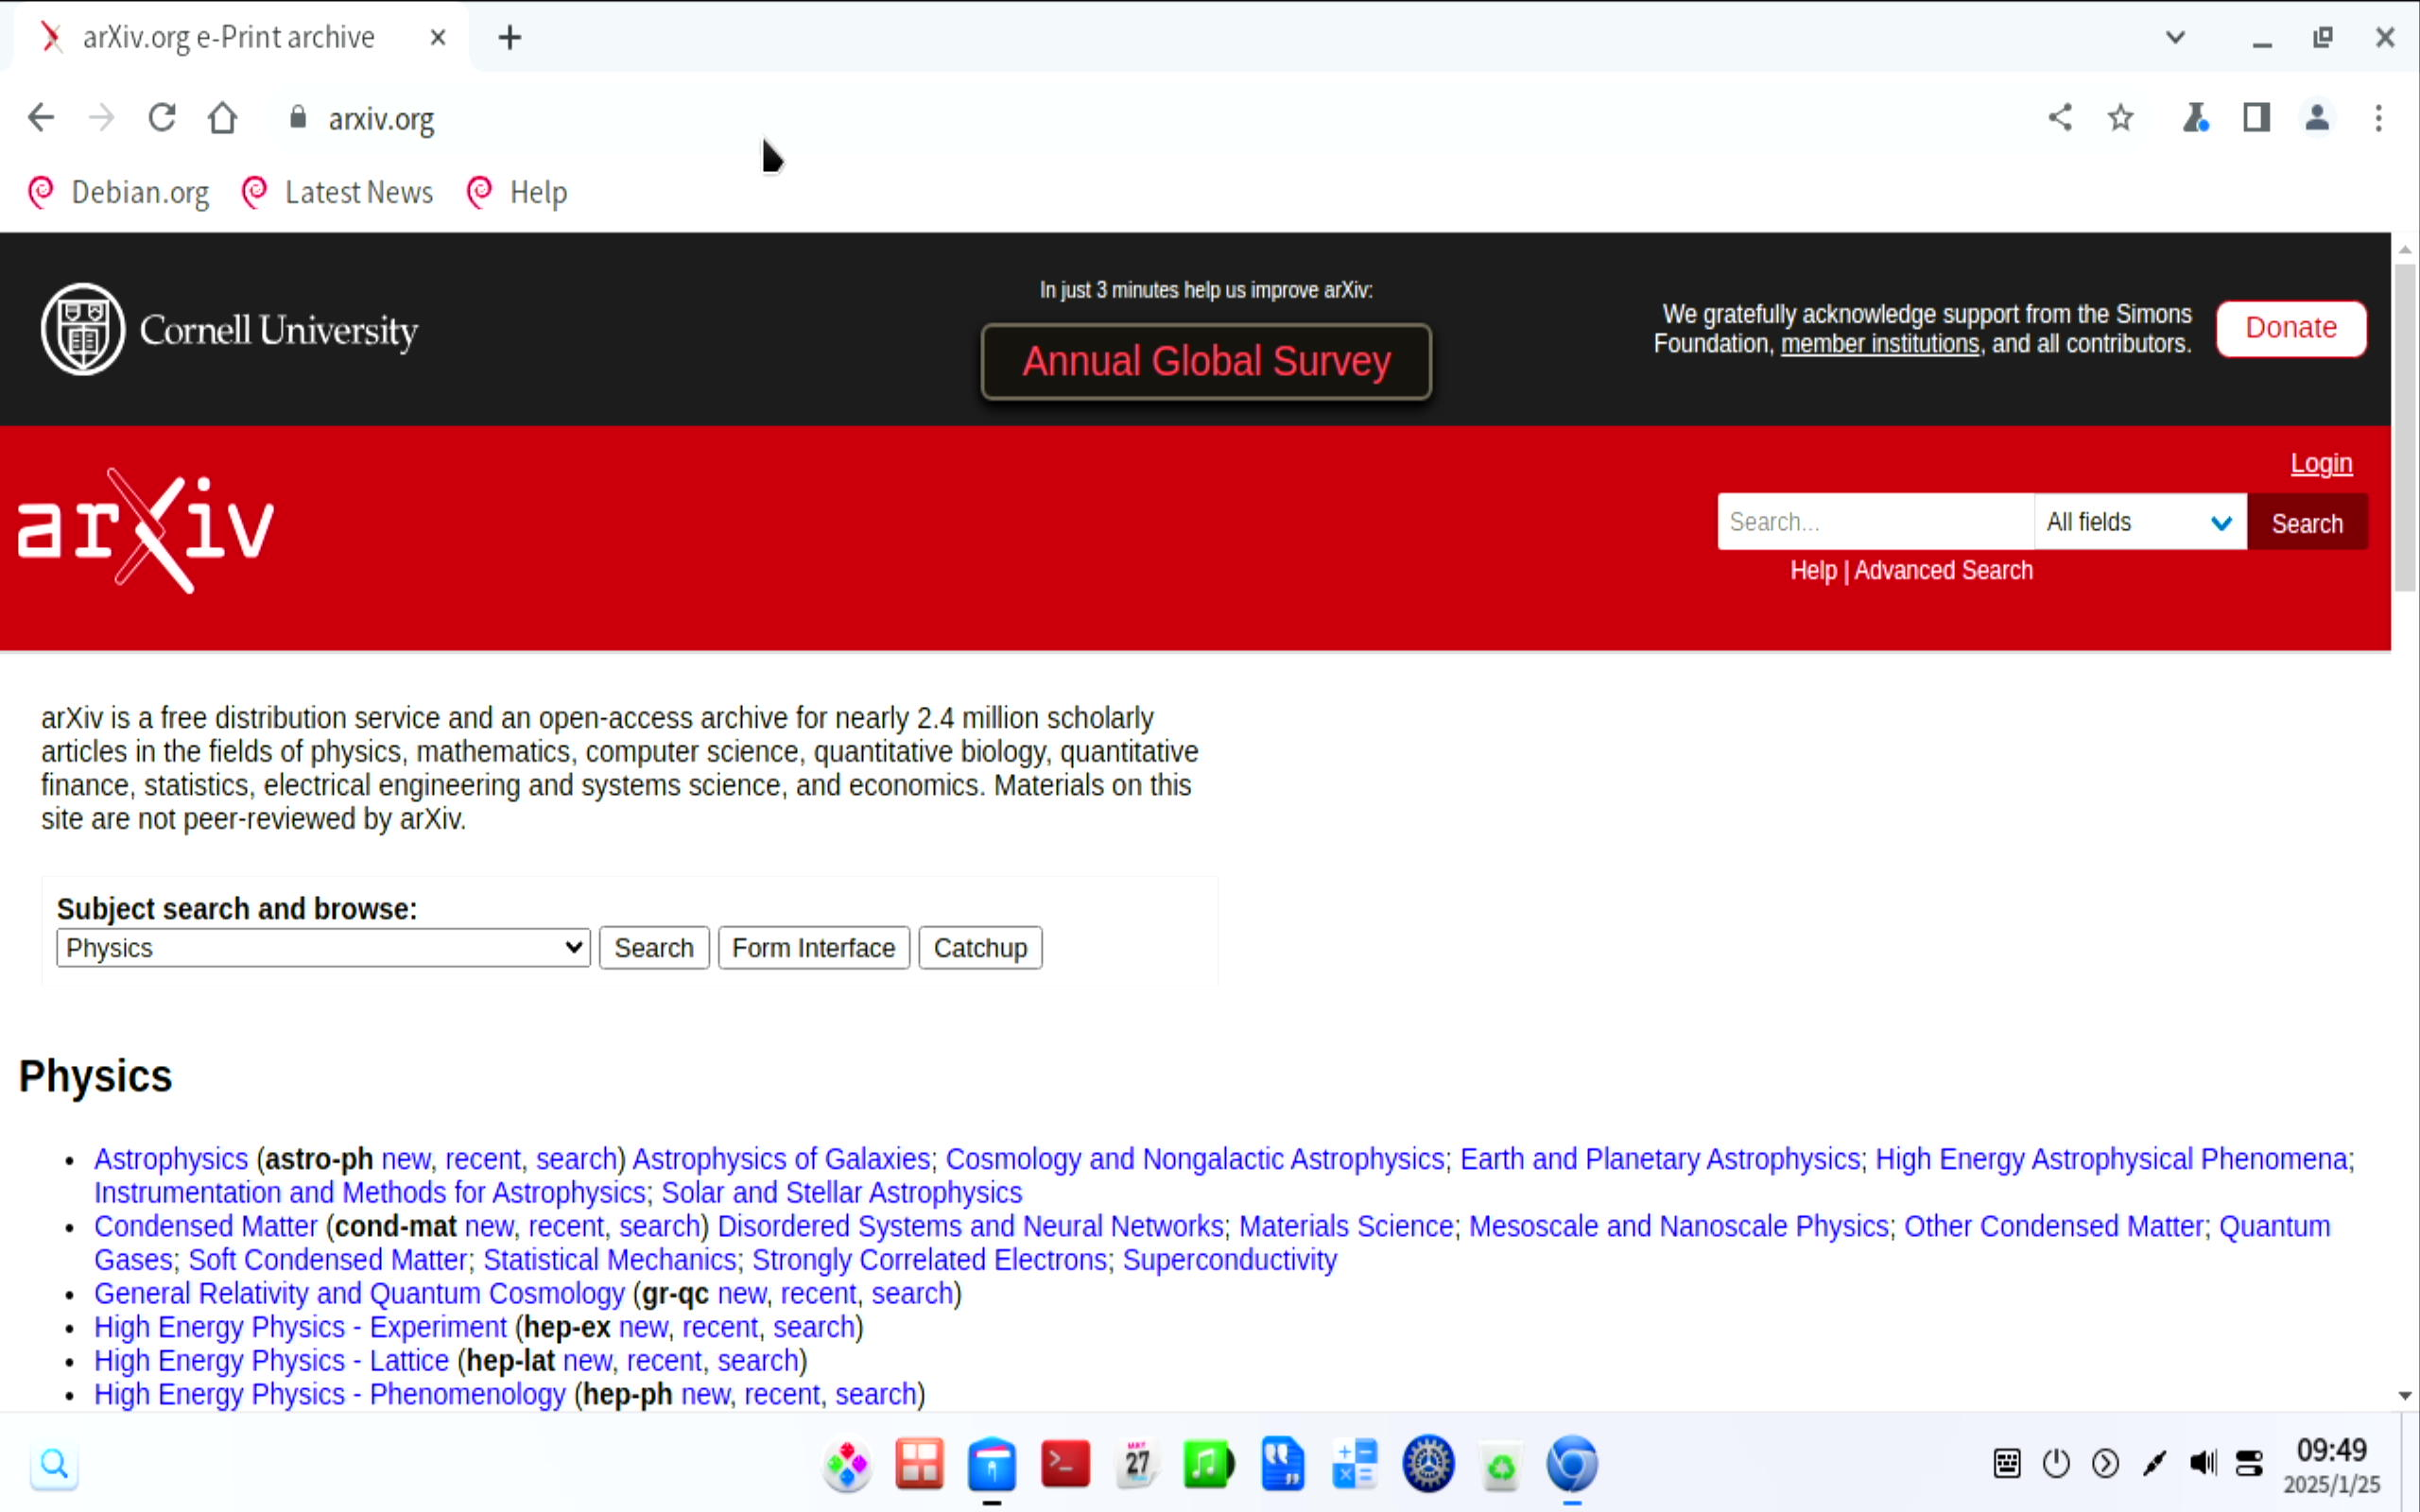 arXiv.org e-Print archive
arxiv.org
Debian.org Latest News Help
Cornell University
In just 3 minutes help us improve arXiv:
Annual Global Survey
We gratefully acknowledge support from the Simons
Foundation, member institutions, and all contributors.
Donate
arXiv
Login
Search... All fields Search
Help | Advanced Search
arXiv is a free distribution service and an open-access archive for nearly 2.4 million scholarly
articles in the fields of physics, mathematics, computer science, quantitative biology, quantitative
finance, statistics, electrical engineering and systems science, and economics. Materials on this
site are not peer-reviewed by arXiv.
Subject search and browse:
Physics Search Form Interface Catchup
Physics
• Astrophysics (astro-ph new, recent, search) Astrophysics of Galaxies; Cosmology and Nongalactic Astrophysics; Earth and Planetary Astrophysics; High Energy Astrophysical Phenomena;
Instrumentation and Methods for Astrophysics; Solar and Stellar Astrophysics
• Condensed Matter (cond-mat new, recent, search) Disordered Systems and Neural Networks; Materials Science; Mesoscale and Nanoscale Physics; Other Condensed Matter; Quantum
Gases; Soft Condensed Matter; Statistical Mechanics; Strongly Correlated Electrons; Superconductivity
• General Relativity and Quantum Cosmology (gr-qc new, recent, search)
• High Energy Physics - Experiment (hep-ex new, recent, search)
• High Energy Physics - Lattice (hep-lat new, recent, search)
• High Energy Physics - Phenomenology (hep-ph new, recent, search)
MAY
27
09:49
2025/1/25